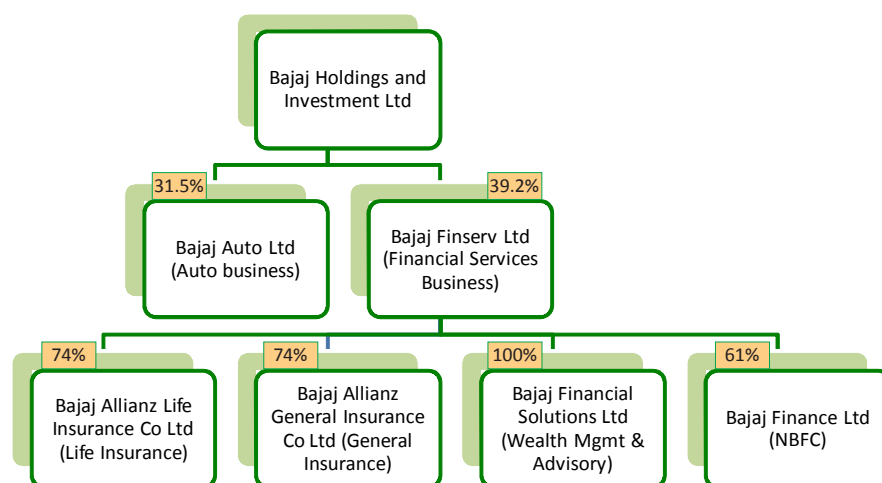 Bajaj Holdings and
Investment Ltd
31.5%
39.2%
Bajaj Auto Ltd
(Auto business)
Bajaj Finserv Ltd
(Financial Services
Business)
74%
74%
100%
61%
Bajaj Allianz Life
Insurance Co Ltd
(Life Insurance)
Bajaj Allianz
General Insurance
Co Ltd (General
Insurance)
Bajaj Financial
Solutions Ltd
(Wealth Mgmt &
Advisory)
Bajaj Finance Ltd
(NBFC)